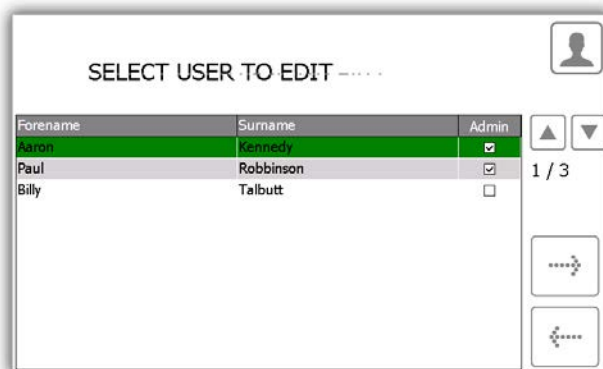 SELECT USER TO EDIT
Forename Surname Admin
Aaron Kennedy
Paul Robbinson
1 / 3
Billy Talbutt